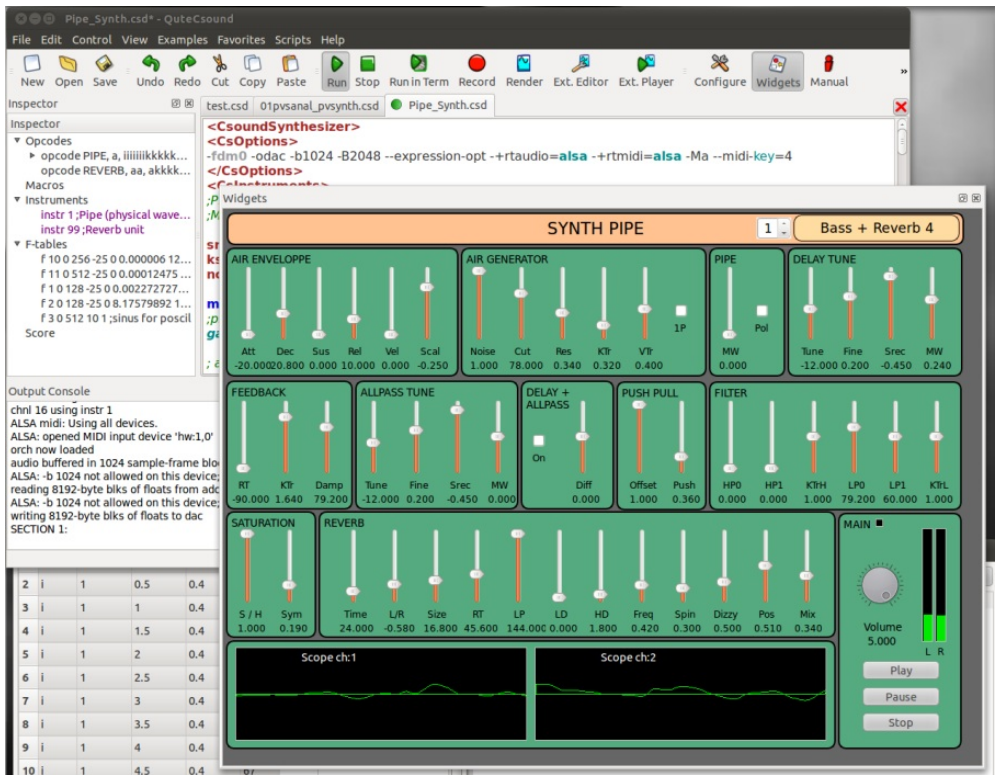 Pipe_Synth.csd* - QuteCsound
File Edit Control View Examples Favorites Scripts Help
New Open Save Undo Redo Cut Copy Paste Run Stop Run in Term Record Render Ext. Editor Ext. Player Configure Widgets Manual »
Inspector
test.csd 01pvsanal_pvsynth.csd Pipe_Synth.csd
Inspector
Opcodes
opcode PIPE, a, iiiiiiikkkkk...
opcode REVERB, aa, akkkk...
Macros
Instruments
instr 1 ;Pipe (physical wave...
instr 99 ;Reverb unit
F-tables
f 10 0 256 -25 0 0.000006 12...
f 11 0 512 -25 0 0.00012475 ...
f 1 0 128 -25 0 0.002272727...
f 2 0 128 -25 0 8.17579892 1...
f 3 0 512 10 1 ;sinus for poscil
Score
<CsoundSynthesizer>
<CsOptions>
-fdm0 -odac -b1024 -B2048 --expression-opt -+rtaudio=alsa -+rtmidi=alsa -Ma --midi-key=4
</CsOptions>
<CsInstruments>
;P
;M
sr
ks
m
;p
ga
Output Console
chnl 16 using instr 1
ALSA midi: Using all devices.
ALSA: opened MIDI input device 'hw:1,0'
orch now loaded
audio buffered in 1024 sample-frame blo
ALSA: -b 1024 not allowed on this device;
reading 8192-byte blks of floats from adc
ALSA: -b 1024 not allowed on this device;
writing 8192-byte blks of floats to dac
SECTION 1:
Widgets
SYNTH PIPE 1 Bass + Reverb 4
AIR ENVELOPPE
Att Dec Sus Rel Vel Scal
-20.000 20.800 0.000 10.000 0.000 -0.250
AIR GENERATOR
1P
Noise Cut Res KTr VTr
1.000 78.000 0.340 0.320 0.400
PIPE
Pol
MW
0.000
DELAY TUNE
Tune Fine Srec MW
-12.000 0.200 -0.450 0.240
FEEDBACK
RT KTr Damp
-90.000 1.640 79.200
ALLPASS TUNE
Tune Fine Srec MW
-12.000 0.200 -0.450 0.000
DELAY +
ALLPASS
On
Diff
0.000
PUSH PULL
Offset Push
1.000 0.360
FILTER
HP0 HP1 KTrH LP0 LP1 KTrL
0.000 0.000 1.000 79.200 60.000 1.000
SATURATION
S / H Sym
1.000 0.190
REVERB
Time L/R Size RT LP LD HD Freq Spin Dizzy Pos Mix
24.000 -0.580 16.800 45.600 144.000 0.000 1.800 0.420 0.300 0.500 0.510 0.340
MAIN
Volume
5.000
L R
Play
Pause
Stop
Scope ch:1
Scope ch:2
2 i 1 0.5 0.4
3 i 1 1 0.4
4 i 1 1.5 0.4
5 i 1 2 0.4
6 i 1 2.5 0.4
7 i 1 3 0.4
8 i 1 3.5 0.4
9 i 1 4 0.4
10 i 1 4.5 0.4